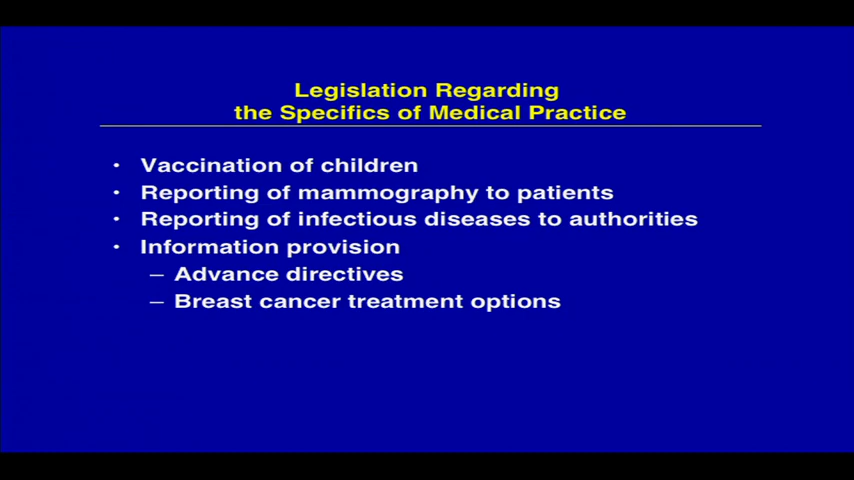 Legislation Regarding
the Specifics of Medical Practice
• Vaccination of children
• Reporting of mammography to patients
• Reporting of infectious diseases to authorities
• Information provision
– Advance directives
– Breast cancer treatment options